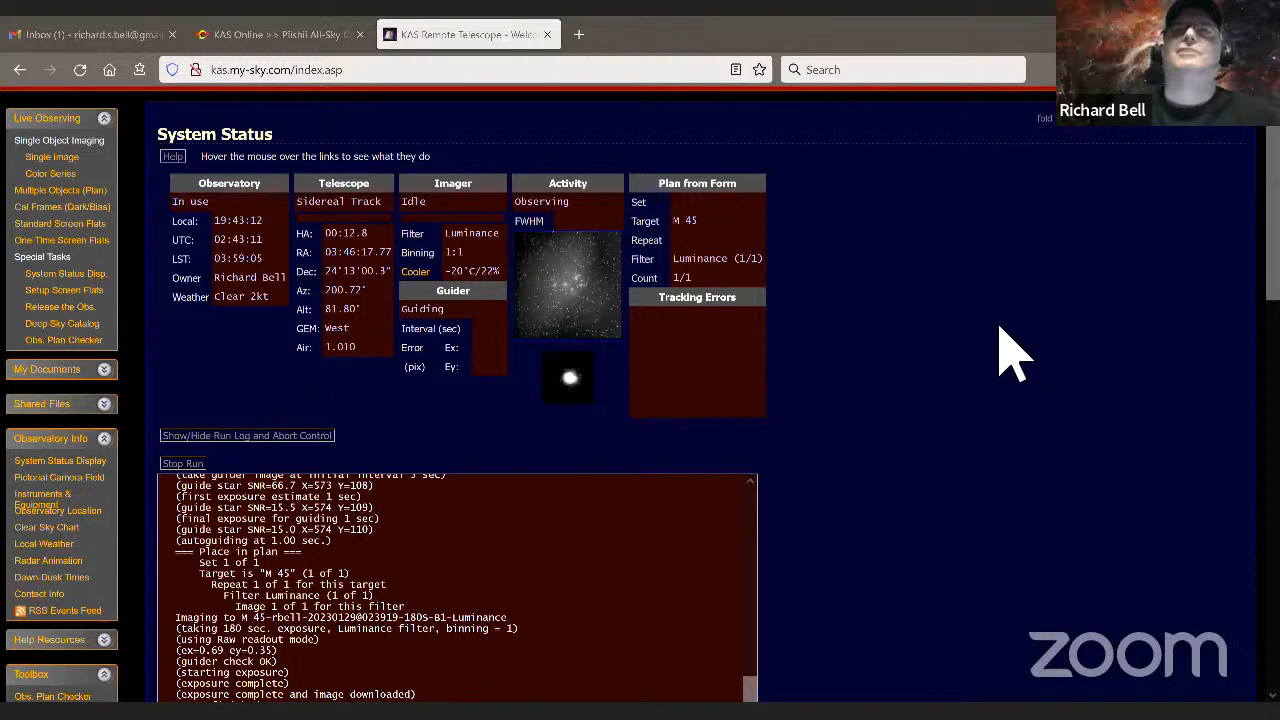 Inbox (1) - richard.s.bell@gmai
KAS Online >> Piishii All-Sky C
KAS Remote Telescope - Welcom
kas.my-sky.com/index.asp
Search
Richard Bell
Live Observing
Single Object Imaging
Single Image
Color Series
Multiple Objects (Plan)
Cal Frames (Dark/Bias)
Standard Screen Flats
One-Time Screen Flats
Special Tasks
System Status Disp.
Setup Screen Flats
Release the Obs.
Deep Sky Catalog
Obs. Plan Checker
My Documents
Shared Files
Observatory Info
System Status Display
Pictorial Camera Field
Instruments &
Equipment
Observatory Location
Clear Sky Chart
Local Weather
Radar Animation
Dawn-Dusk Times
Contact Info
RSS Events Feed
Help Resources
Toolbox
Obs. Plan Checker
fold
System Status
Help Hover the mouse over the links to see what they do
Observatory
In use
Local: 19:43:12
UTC: 02:43:11
LST: 03:59:05
Owner Richard Bell
Weather Clear 2kt
Telescope
Sidereal Track
HA: 00:12.8
RA: 03:46:17.77
Dec: 24°13'00.3"
Az: 200.72°
Alt: 81.80°
GEM: West
Air: 1.010
Imager
Idle
Filter Luminance
Binning 1:1
Cooler -20°C/22%
Guider
Guiding
Interval (sec)
Error Ex:
(pix) Ey:
Activity
Observing
FWHM
Plan from Form
Set
Target M 45
Repeat
Filter Luminance (1/1)
Count 1/1
Tracking Errors
Show/Hide Run Log and Abort Control
Stop Run
(take guider image at initial interval 5 sec)
(guide star SNR=66.7 X=573 Y=108)
(first exposure estimate 1 sec)
(guide star SNR=15.5 X=574 Y=109)
(final exposure for guiding 1 sec)
(guide star SNR=15.0 X=574 Y=110)
(autoguiding at 1.00 sec.)
=== Place in plan ===
Set 1 of 1
Target is "M 45" (1 of 1)
Repeat 1 of 1 for this target
Filter Luminance (1 of 1)
Image 1 of 1 for this filter
Imaging to M 45-rbell-20230129@023919-180S-B1-Luminance
(taking 180 sec. exposure, Luminance filter, binning = 1)
(using Raw readout mode)
(ex-0.69 ey-0.35)
(guider check OK)
(starting exposure)
(exposure complete)
(exposure complete and image downloaded)
zoom